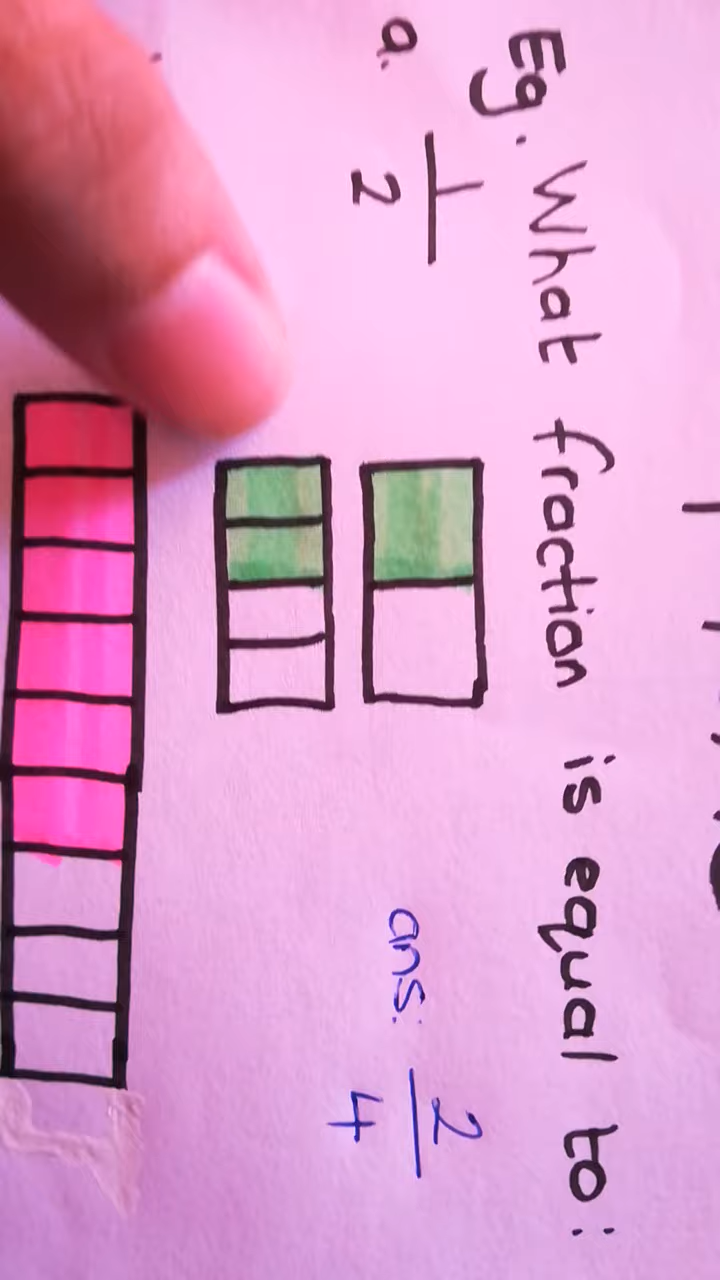 Eg. What fraction is equal to:
a. 1/2
ans: 2/4